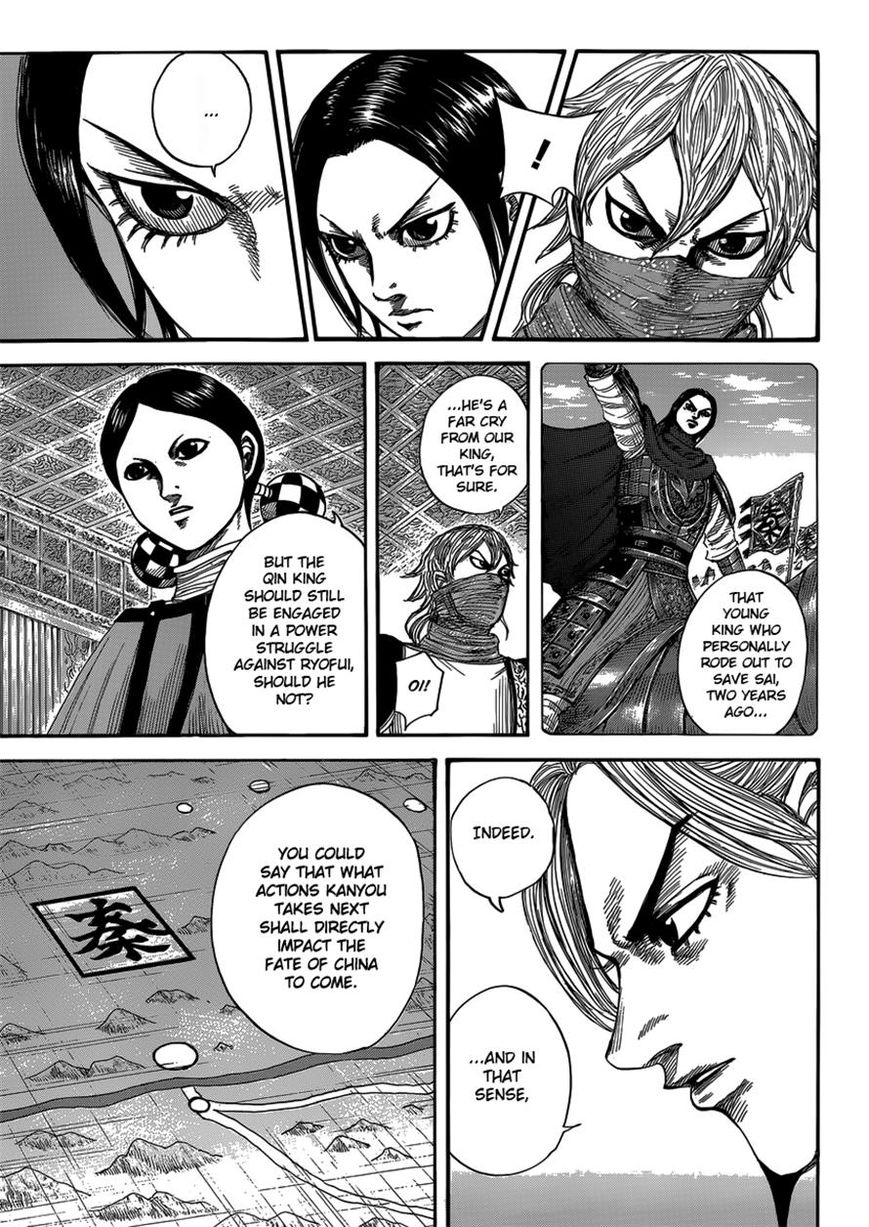 !
...
THAT
YOUNG
KING WHO
PERSONALLY
RODE OUT TO
SAVE SAI,
TWO YEARS
AGO...
秦
...HE'S A
FAR CRY
FROM OUR
KING,
THAT'S FOR
SURE.
OI!
BUT THE
QIN KING
SHOULD STILL
BE ENGAGED
IN A POWER
STRUGGLE
AGAINST RYOFUI,
SHOULD HE
NOT?
INDEED.
...AND IN
THAT
SENSE,
YOU COULD
SAY THAT WHAT
ACTIONS KANYOU
TAKES NEXT
SHALL DIRECTLY
IMPACT THE
FATE OF CHINA
TO COME.
秦